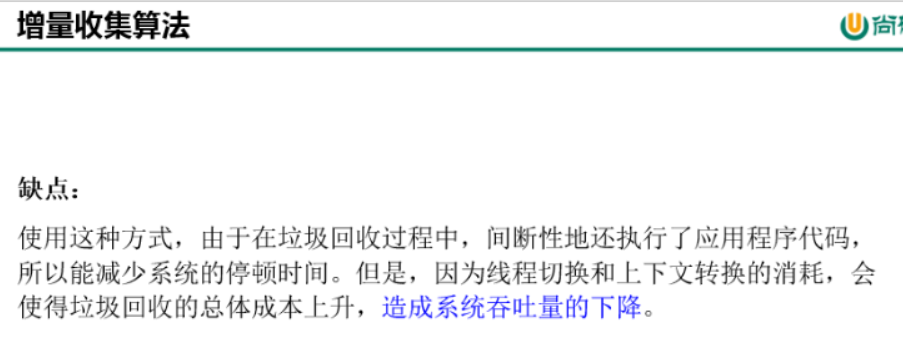 增量收集算法
尚
缺点：
使用这种方式，由于在垃圾回收过程中，间断性地还执行了应用程序代码，
所以能减少系统的停顿时间。但是，因为线程切换和上下文转换的消耗，会
使得垃圾回收的总体成本上升，造成系统吞吐量的下降。